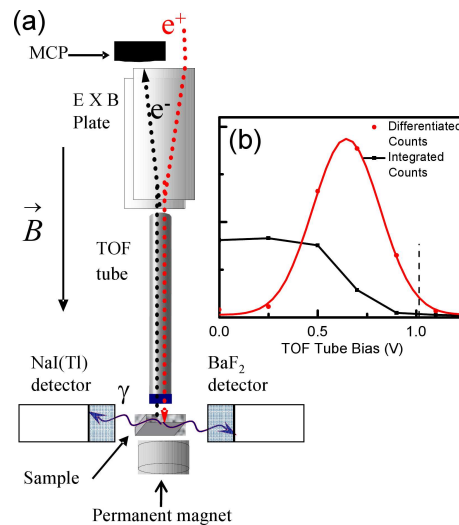 (a)
e+
MCP
E X B
Plate
e-
B
TOF
tube
NaI(Tl)
detector
γ
BaF2
detector
Sample
Permanent magnet
(b)
Differentiated
Counts
Integrated
Counts
0.0 0.5 1.0
TOF Tube Bias (V)